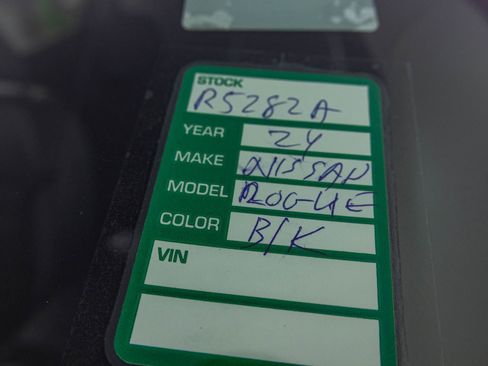 STOCK
R5282A
YEAR 24
MAKE NISSAN
MODEL ROGUE
COLOR B/K
VIN